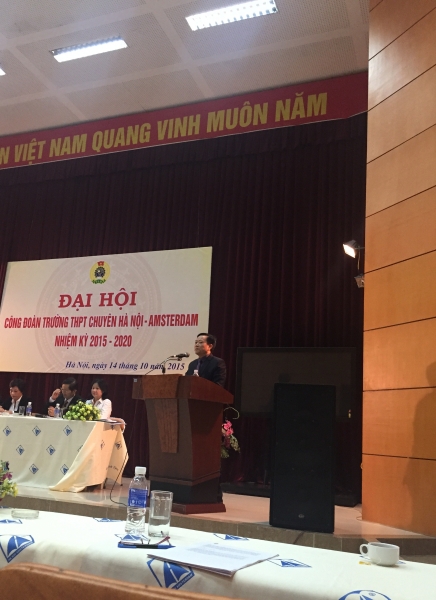 N VIỆT NAM QUANG VINH MUÔN NĂM
ĐẠI HỘI
CÔNG ĐOÀN TRƯỜNG THPT CHUYÊN HÀ NỘI - AMSTERDAM
NHIỆM KỲ 2015 - 2020
Hà Nội, ngày 14 tháng 10 năm 2015